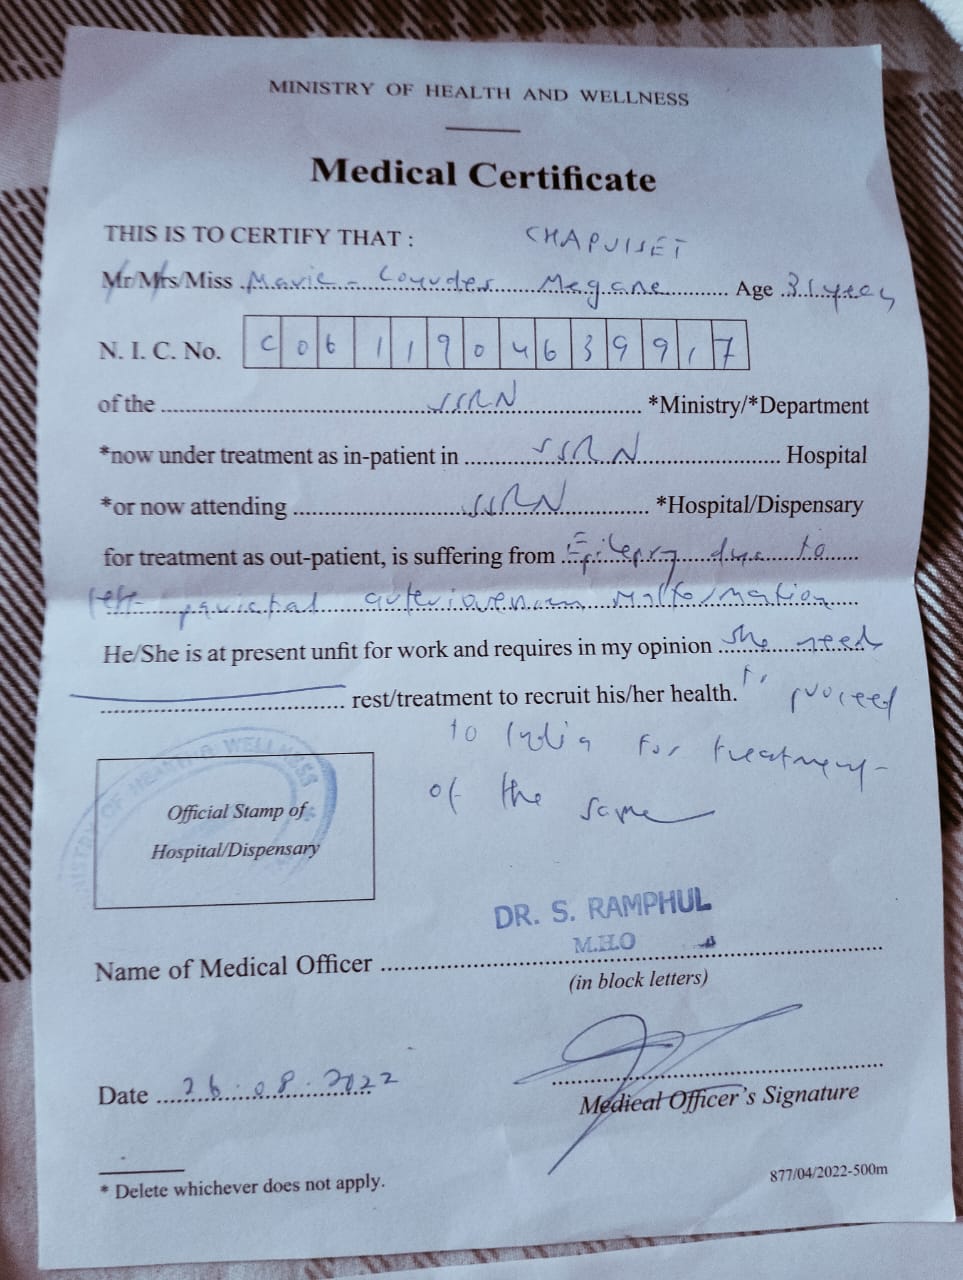 MINISTRY OF HEALTH AND WELLNESS
Medical Certificate
THIS IS TO CERTIFY THAT : CHAPUISET
Mr/Mrs/Miss Marie - Lourdes Megane Age 31 years
N. I. C. No. C 0 6 1 1 9 0 4 6 3 9 9 1 7
of the SSRN *Ministry/*Department
*now under treatment as in-patient in SSRN Hospital
*or now attending SSRN *Hospital/Dispensary
for treatment as out-patient, is suffering from Epilepsy due to
left parietal arteriovenous malformation
He/She is at present unfit for work and requires in my opinion she need
rest/treatment to recruit his/her health. to proceed
to India for treatment
of the same
MINISTRY OF HEALTH & WELLNESS
Official Stamp of
Hospital/Dispensary
DR. S. RAMPHUL
M.H.O
Name of Medical Officer
(in block letters)
Date 26.08.2022
Medical Officer's Signature
* Delete whichever does not apply.
877/04/2022-500m